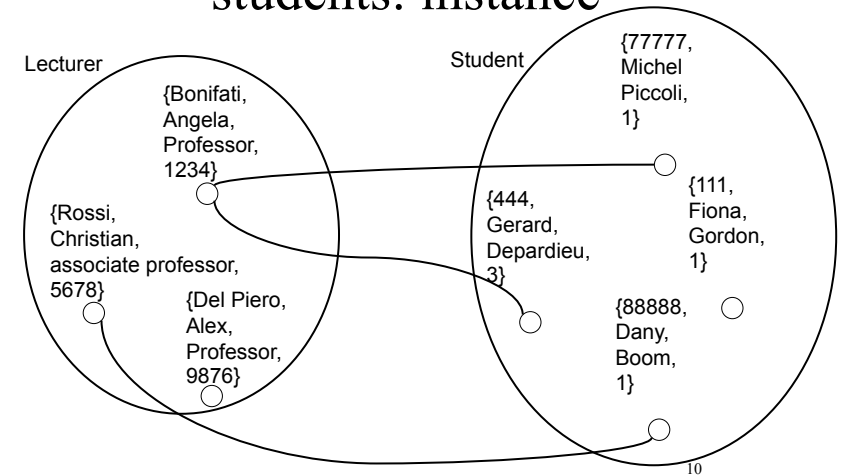 students: instance
Lecturer
{Bonifati,
Angela,
Professor,
1234}
{Rossi,
Christian,
associate professor,
5678}
{Del Piero,
Alex,
Professor,
9876}
Student
{77777,
Michel
Piccoli,
1}
{444,
Gerard,
Depardieu,
3}
{111,
Fiona,
Gordon,
1}
{88888,
Dany,
Boom,
1}
10